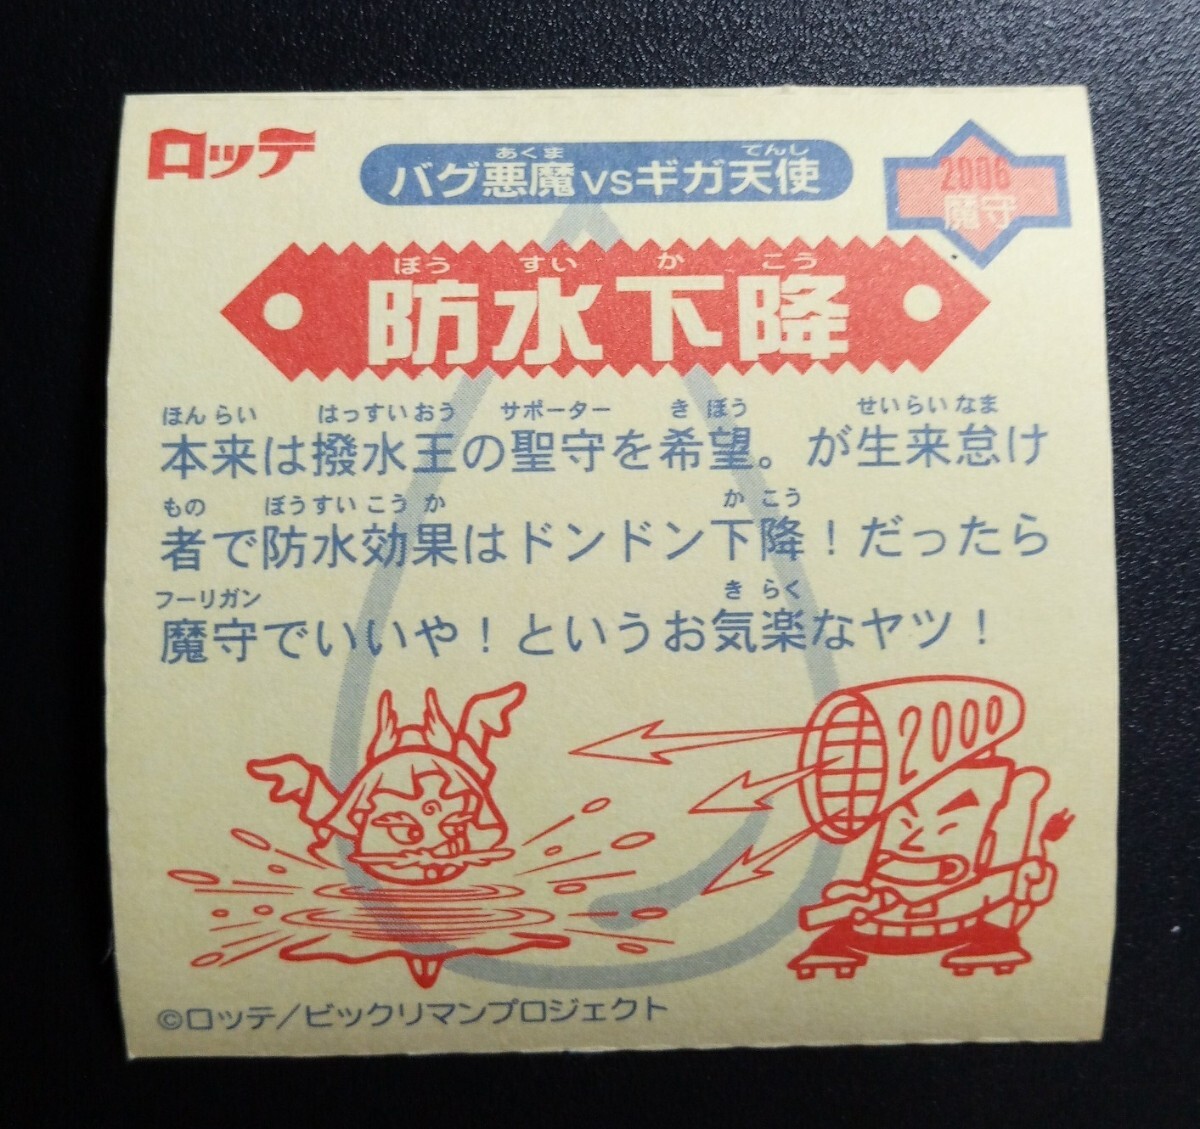 ロッテ
あくま てんし
バグ悪魔vsギガ天使
2006
魔守
ぼう すい か こう
防水下降
ほんらい はっすいおう サポーター きぼう せいらいなま
本来は撥水王の聖守を希望。が生来怠け
もの ぼうすいこうか かこう
者で防水効果はドンドン下降！だったら
フーリガン きらく
魔守でいいや！というお気楽なヤツ！
2000
©ロッテ/ビックリマンプロジェクト